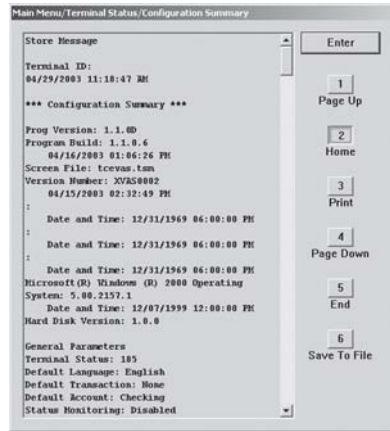 Main Menu/Terminal Status/Configuration Summary
Store Message
Terminal ID:
04/29/2003 11:18:47 AM
*** Configuration Summary ***
Prog Version: 1.1.0D
Program Build: 1.1.0.6
04/16/2003 01:06:26 PM
Screen File: tcevas.tsm
Version Number: XVAS0002
04/15/2003 02:32:49 PM
:
Date and Time: 12/31/1969 06:00:00 PM
:
Date and Time: 12/31/1969 06:00:00 PM
:
Date and Time: 12/31/1969 06:00:00 PM
Microsoft(R) Windows (R) 2000 Operating
System: 5.00.2157.1
Date and Time: 12/07/1999 12:00:00 PM
Hard Disk Version: 1.0.0
General Parameters
Terminal Status: 185
Default Language: English
Default Transaction: None
Default Account: Checking
Status Monitoring: Disabled
Enter
1
Page Up
2
Home
3
Print
4
Page Down
5
End
6
Save To File